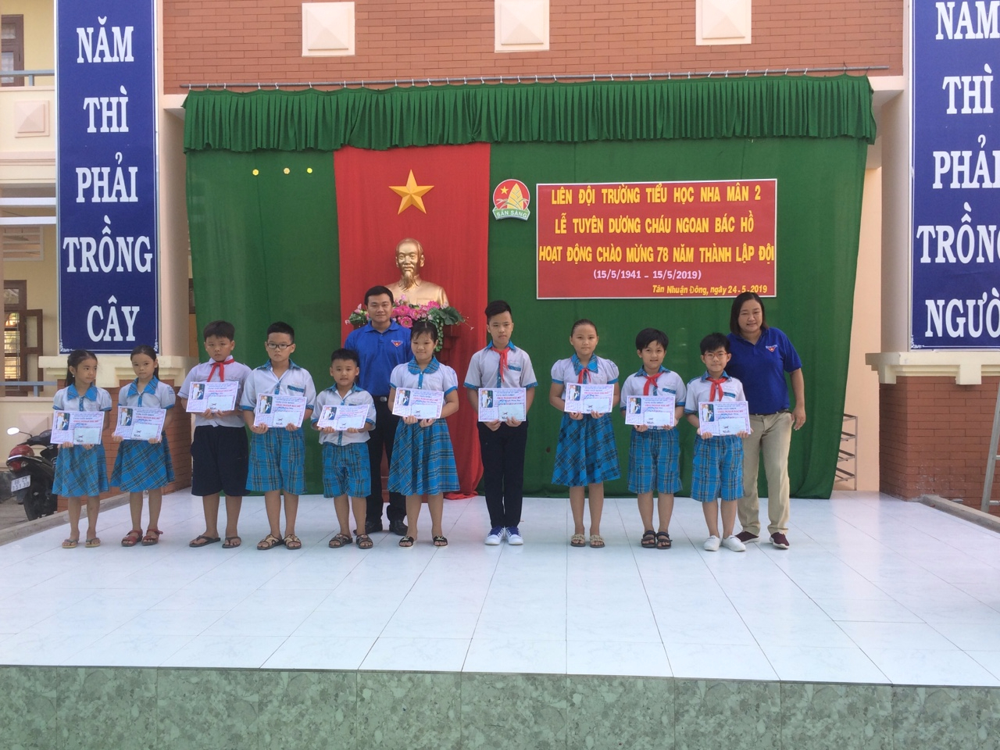 NĂM
THÌ
PHẢI
TRỒNG
CÂY
SẴN SÀNG
LIÊN ĐỘI TRƯỜNG TIỂU HỌC NHA MÂN 2
LỄ TUYÊN DƯƠNG CHÁU NGOAN BÁC HỒ
HOẠT ĐỘNG CHÀO MỪNG 78 NĂM THÀNH LẬP ĐỘI
(15/5/1941 - 15/5/2019)
Tân Nhuận Đông, ngày 24-5-2019
NĂM
THÌ
PHẢI
TRỒNG
NGƯỜI